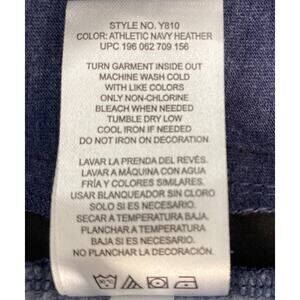 STYLE NO. Y810
COLOR: ATHLETIC NAVY HEATHER
UPC 196 062 709 156
TURN GARMENT INSIDE OUT
MACHINE WASH COLD
WITH LIKE COLORS
ONLY NON-CHLORINE
BLEACH WHEN NEEDED
TUMBLE DRY LOW
COOL IRON IF NEEDED
DO NOT IRON ON DECORATION
LAVAR LA PRENDA DEL REVÉS.
LAVAR A MÁQUINA CON AGUA
FRÍA Y COLORES SIMILARES.
USAR BLANQUEADOR SIN CLORO
SOLO SI ES NECESARIO.
SECAR A TEMPERATURA BAJA.
PLANCHAR A TEMPERATURA
BAJA SI ES NECESARIO.
NO PLANCHAR LA DECORACIÓN.